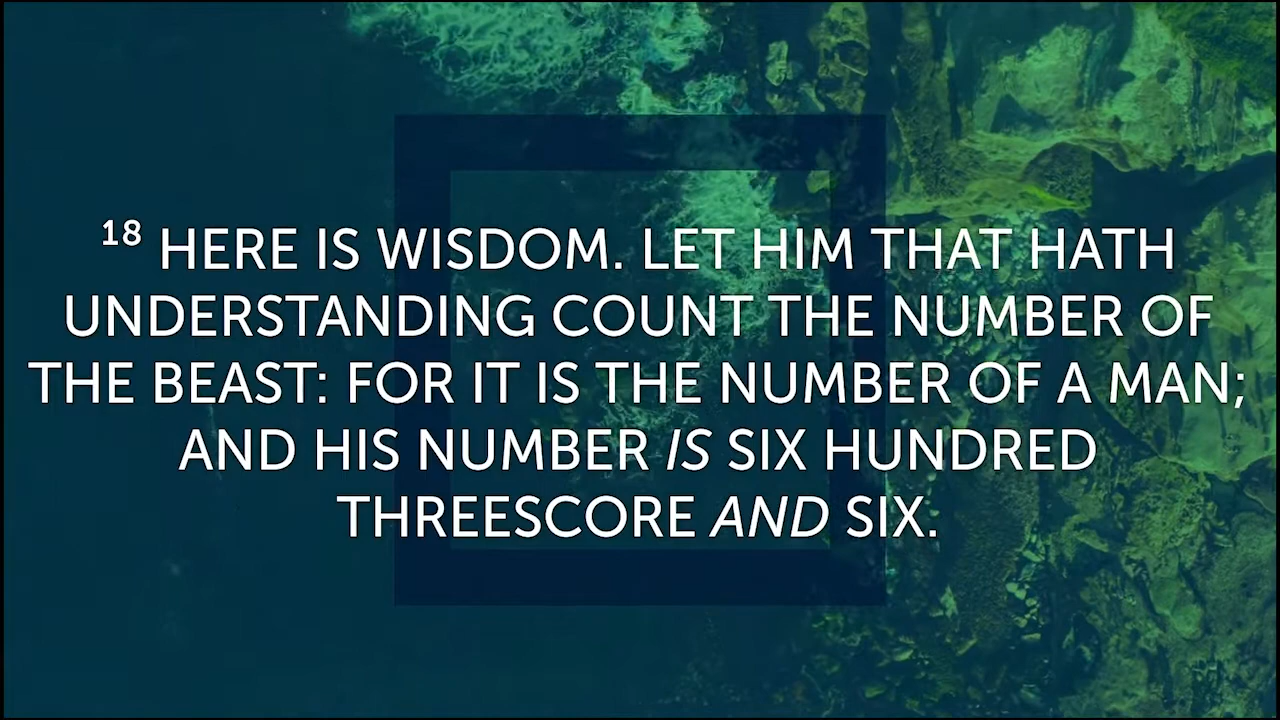 18 HERE IS WISDOM. LET HIM THAT HATH
UNDERSTANDING COUNT THE NUMBER OF
THE BEAST: FOR IT IS THE NUMBER OF A MAN;
AND HIS NUMBER IS SIX HUNDRED
THREESCORE AND SIX.